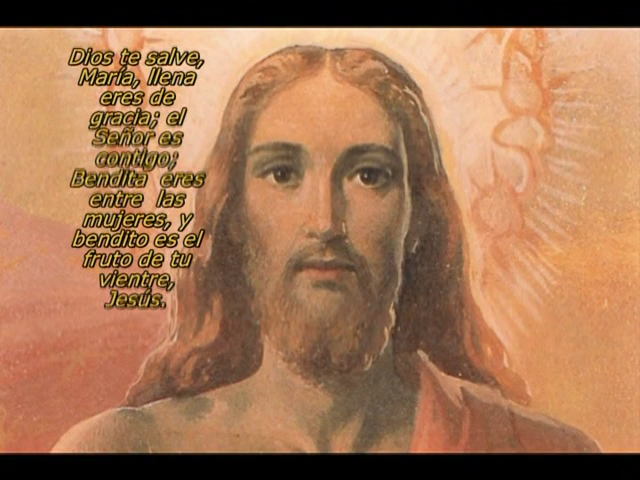 Dios te salve,
María, llena
eres de
gracia; el
Señor es
contigo;
Bendita eres
entre las
mujeres, y
bendito es el
fruto de tu
vientre,
Jesús.